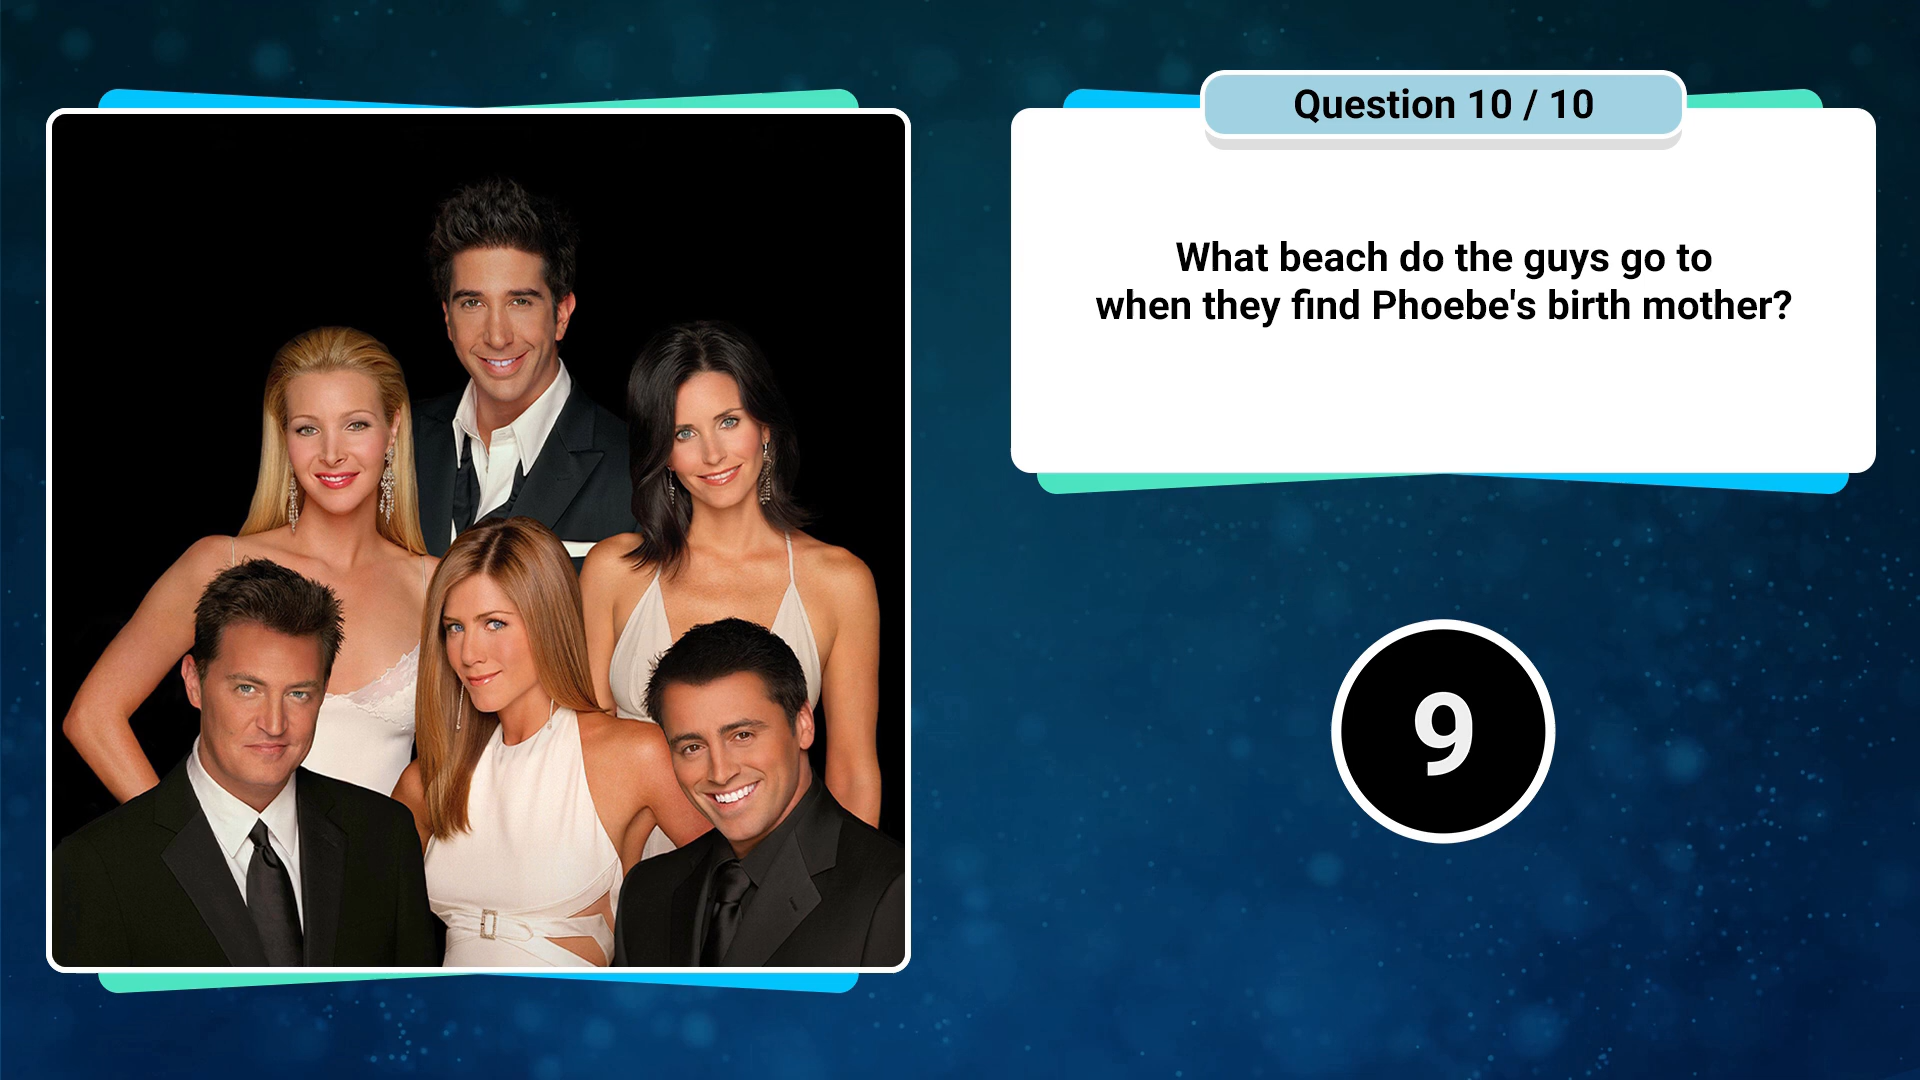 Question 10 / 10
What beach do the guys go to
when they find Phoebe's birth mother?
9